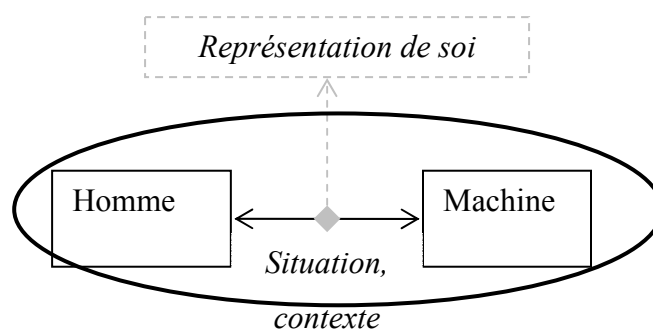 Représentation de soi
Homme
Machine
Situation,
contexte